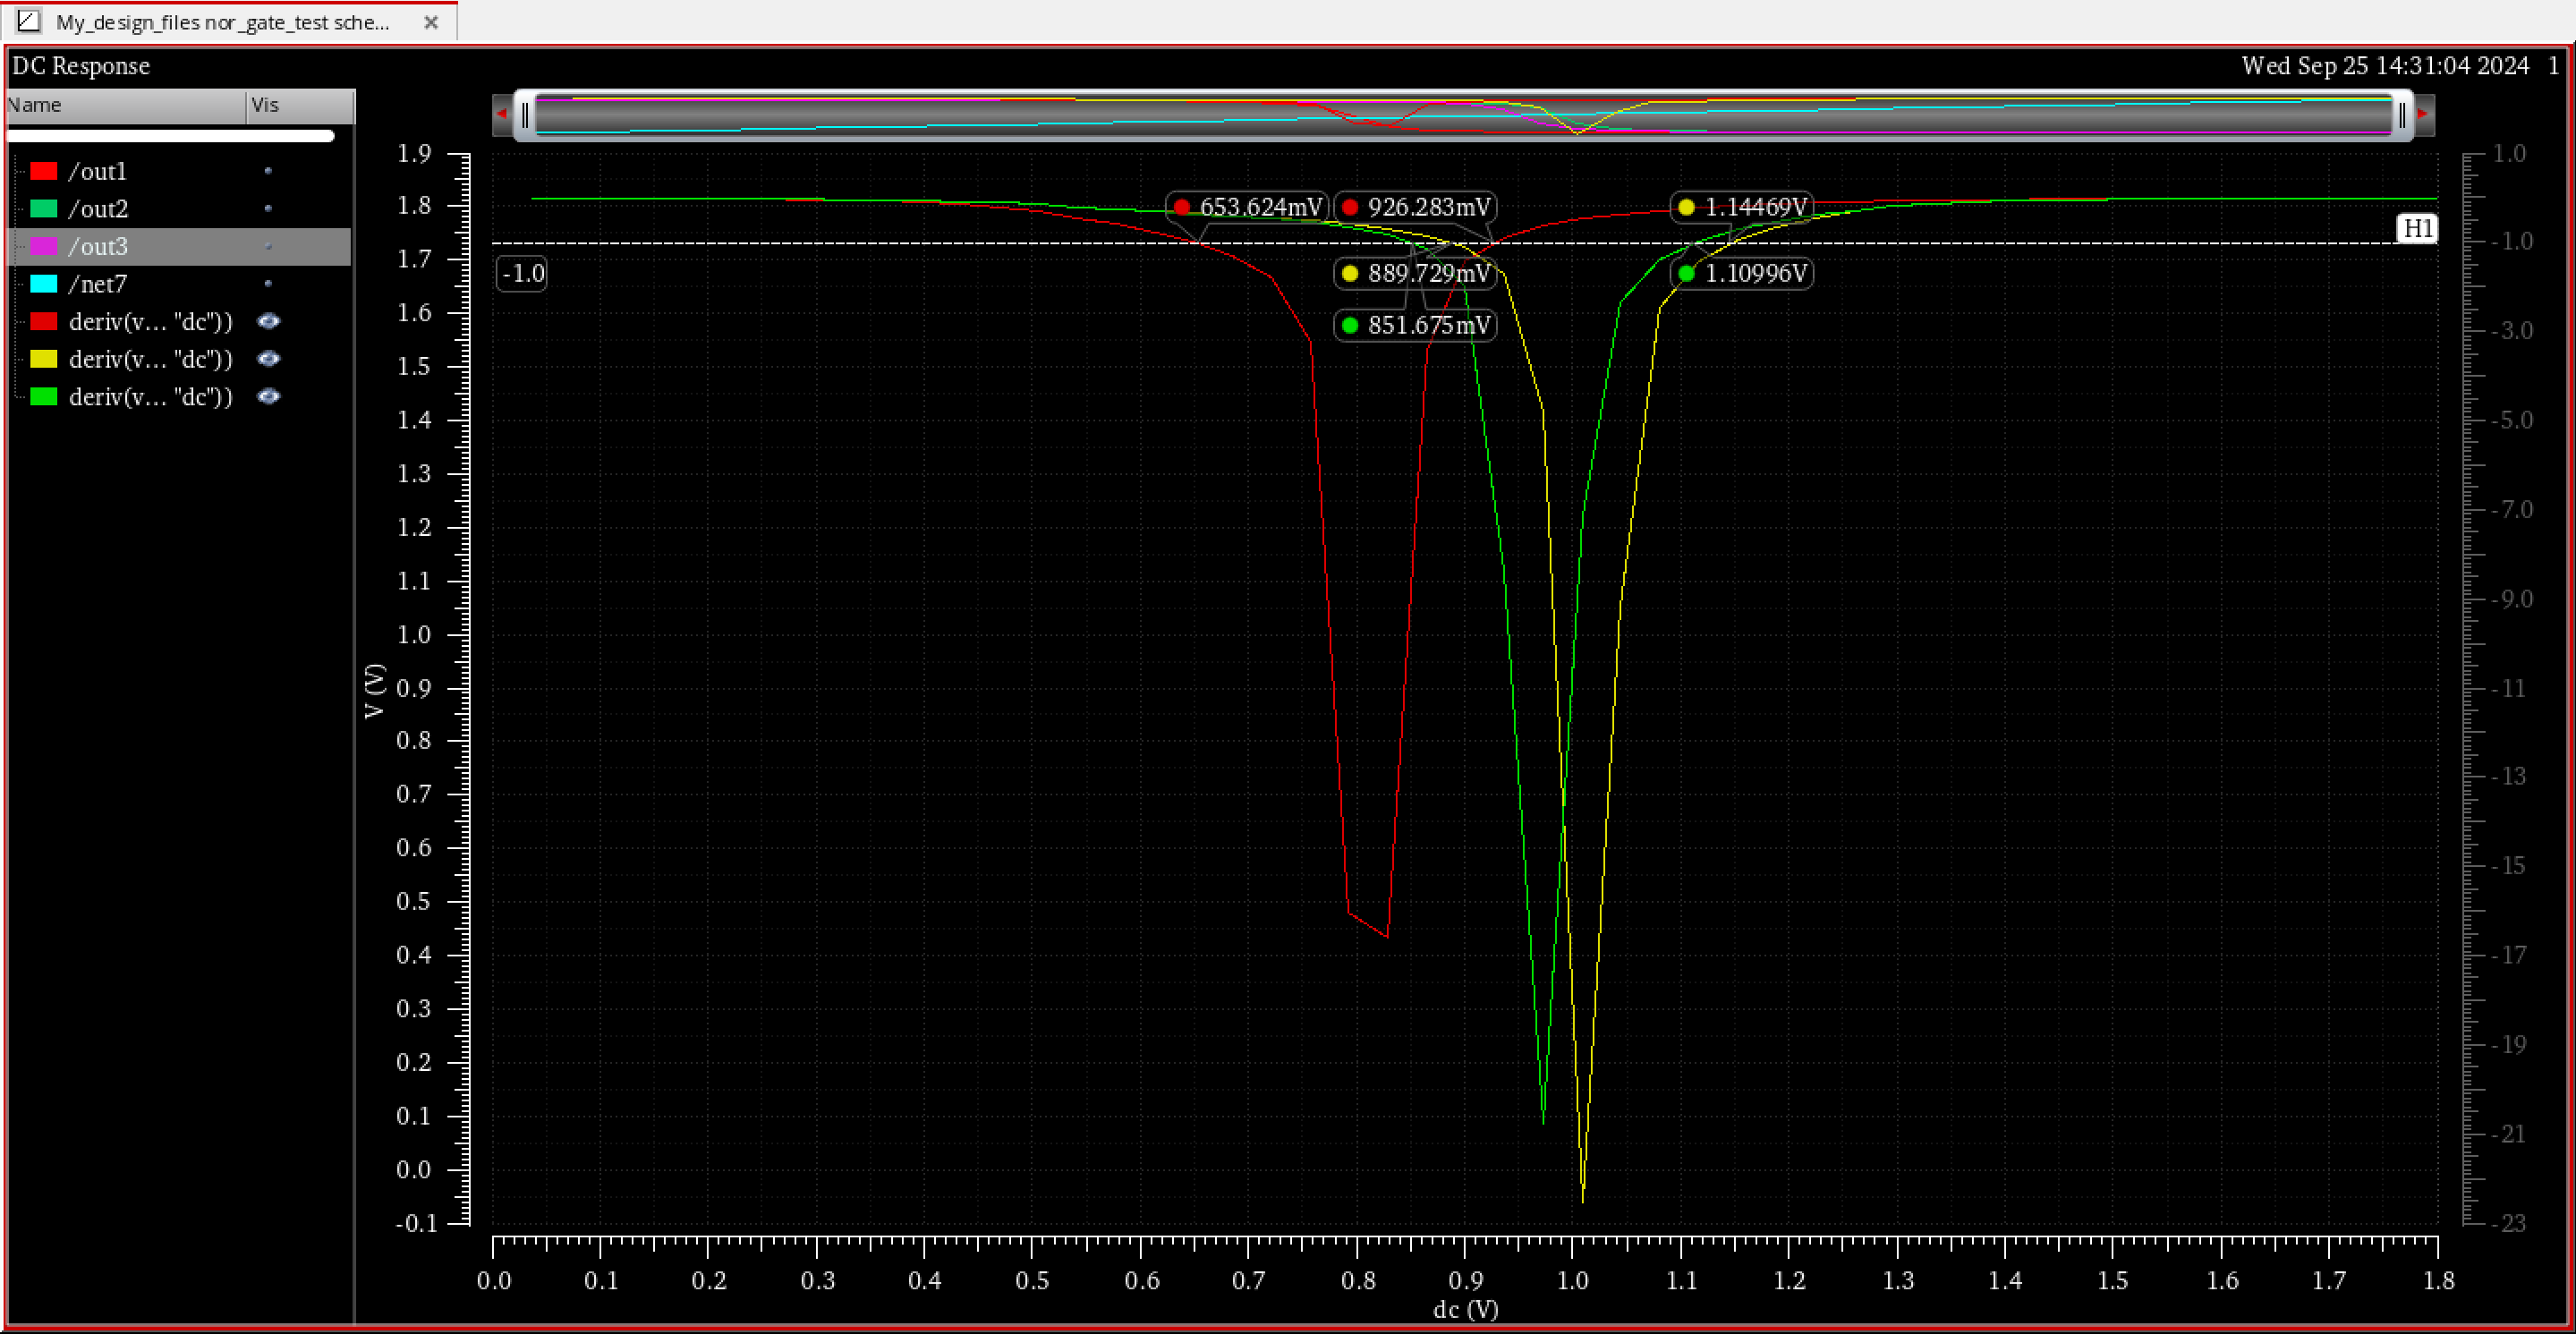 My_design_files nor_gate_test sche...
DC Response
Wed Sep 25 14:31:04 2024 1
Name Vis
/out1
/out2
/out3
/net7
deriv(v... "dc"))
deriv(v... "dc"))
deriv(v... "dc"))
V (V)
1.9
1.8
1.7
1.6
1.5
1.4
1.3
1.2
1.1
1.0
0.9
0.8
0.7
0.6
0.5
0.4
0.3
0.2
0.1
0.0
-0.1
653.624mV
926.283mV
1.14469V
H1
-1.0
889.729mV
1.10996V
851.675mV
1.0
-1.0
-3.0
-5.0
-7.0
-9.0
-11
-13
-15
-17
-19
-21
-23
0.0 0.1 0.2 0.3 0.4 0.5 0.6 0.7 0.8 0.9 1.0 1.1 1.2 1.3 1.4 1.5 1.6 1.7 1.8
dc (V)